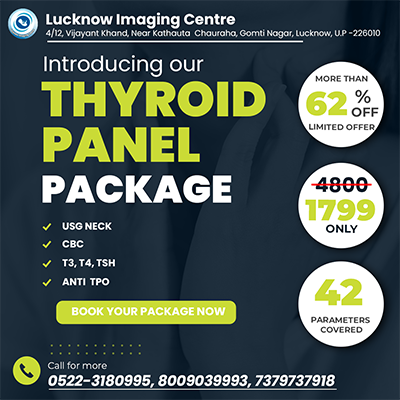 Lucknow Imaging Centre
4/12, Vijayant Khand, Near Kathauta Chauraha, Gomti Nagar, Lucknow, U.P -226010
Introducing our
THYROID
PANEL
PACKAGE
USG NECK
CBC
T3, T4, TSH
ANTI TPO
BOOK YOUR PACKAGE NOW
MORE THAN
62 % OFF
LIMITED OFFER
4800
1799
ONLY
42
PARAMETERS
COVERED
Call for more
0522-3180995, 8009039993, 7379737918